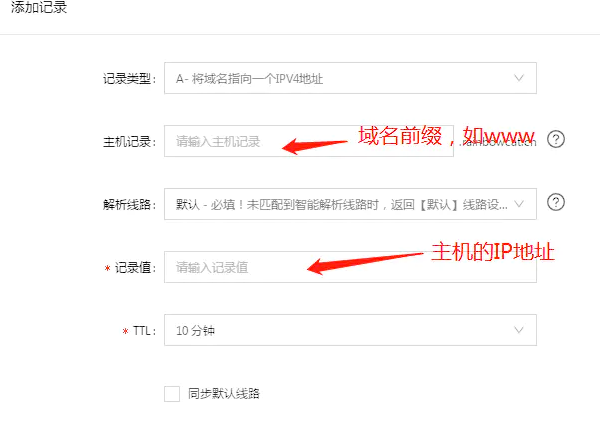 添加记录
记录类型: A- 将域名指向一个IPV4地址
主机记录: 请输入主机记录 域名前缀，如www .rainbowcat.cn ?
解析线路: 默认 - 必填！未匹配到智能解析线路时，返回【默认】线路设... ?
* 记录值: 请输入记录值 主机的IP地址
* TTL: 10 分钟
同步默认线路